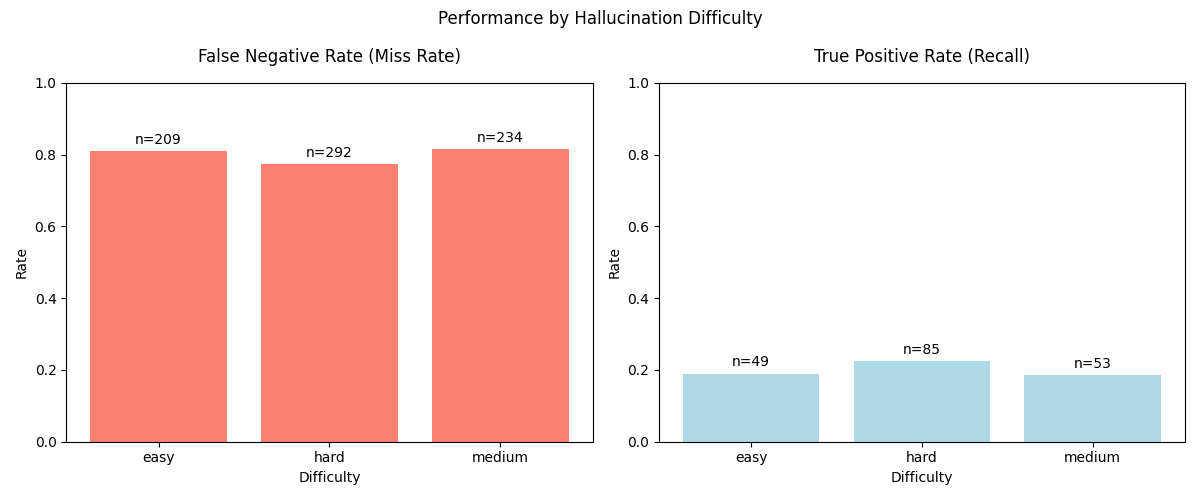 Performance by Hallucination Difficulty
False Negative Rate (Miss Rate)
1.0
0.8
0.6
0.4
0.2
0.0
Rate
n=209
n=292
n=234
easy
hard
medium
Difficulty
True Positive Rate (Recall)
1.0
0.8
0.6
0.4
0.2
0.0
Rate
n=49
n=85
n=53
easy
hard
medium
Difficulty